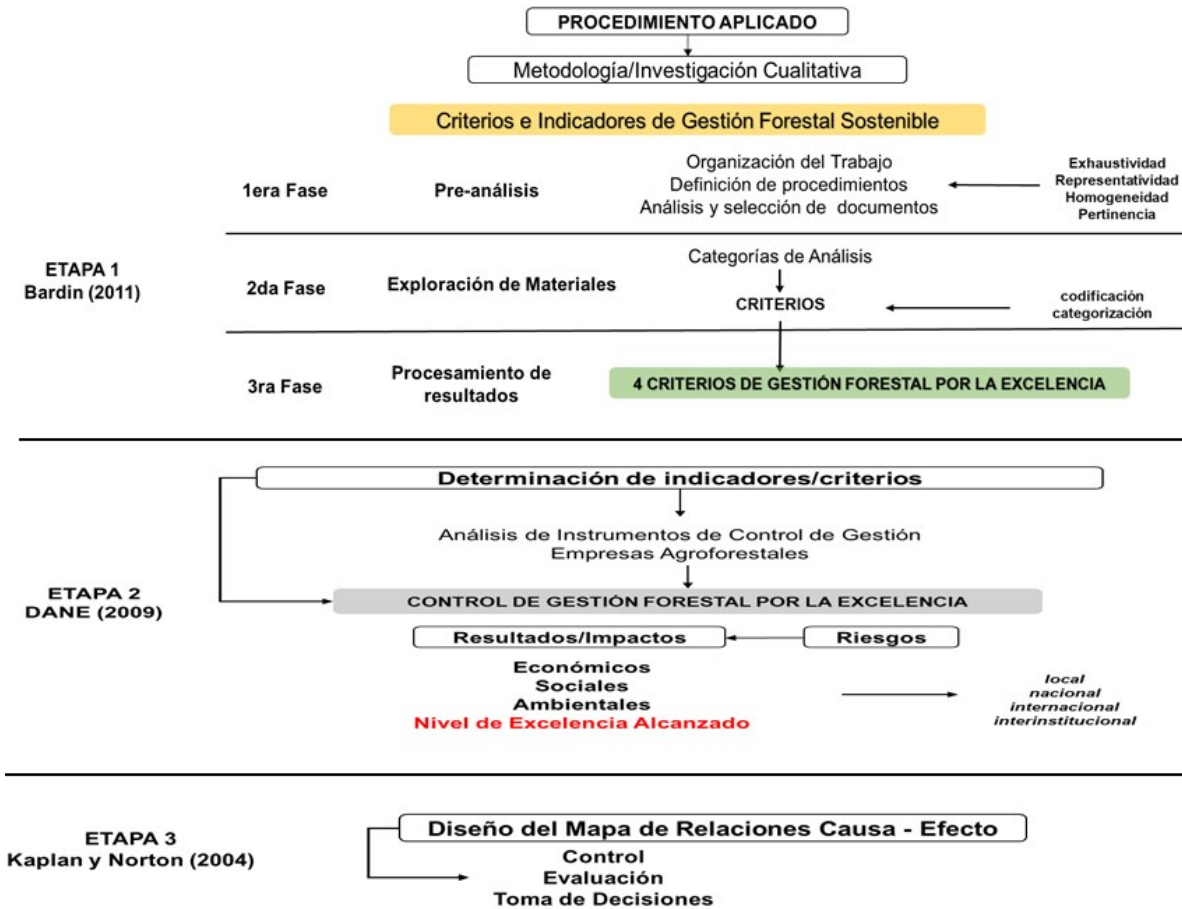 PROCEDIMIENTO APLICADO
Metodología/Investigación Cualitativa
Criterios e Indicadores de Gestión Forestal Sostenible
ETAPA 1
Bardin (2011)
1era Fase
Pre-análisis
Organización del Trabajo
Definición de procedimientos
Análisis y selección de documentos
Exhaustividad
Representatividad
Homogeneidad
Pertinencia
2da Fase
Exploración de Materiales
Categorías de Análisis
CRITERIOS
codificación
categorización
3ra Fase
Procesamiento de
resultados
4 CRITERIOS DE GESTIÓN FORESTAL POR LA EXCELENCIA
ETAPA 2
DANE (2009)
Determinación de indicadores/criterios
Análisis de Instrumentos de Control de Gestión
Empresas Agroforestales
CONTROL DE GESTIÓN FORESTAL POR LA EXCELENCIA
Resultados/Impactos
Riesgos
Económicos
Sociales
Ambientales
Nivel de Excelencia Alcanzado
local
nacional
internacional
interinstitucional
ETAPA 3
Kaplan y Norton (2004)
Diseño del Mapa de Relaciones Causa - Efecto
Control
Evaluación
Toma de Decisiones